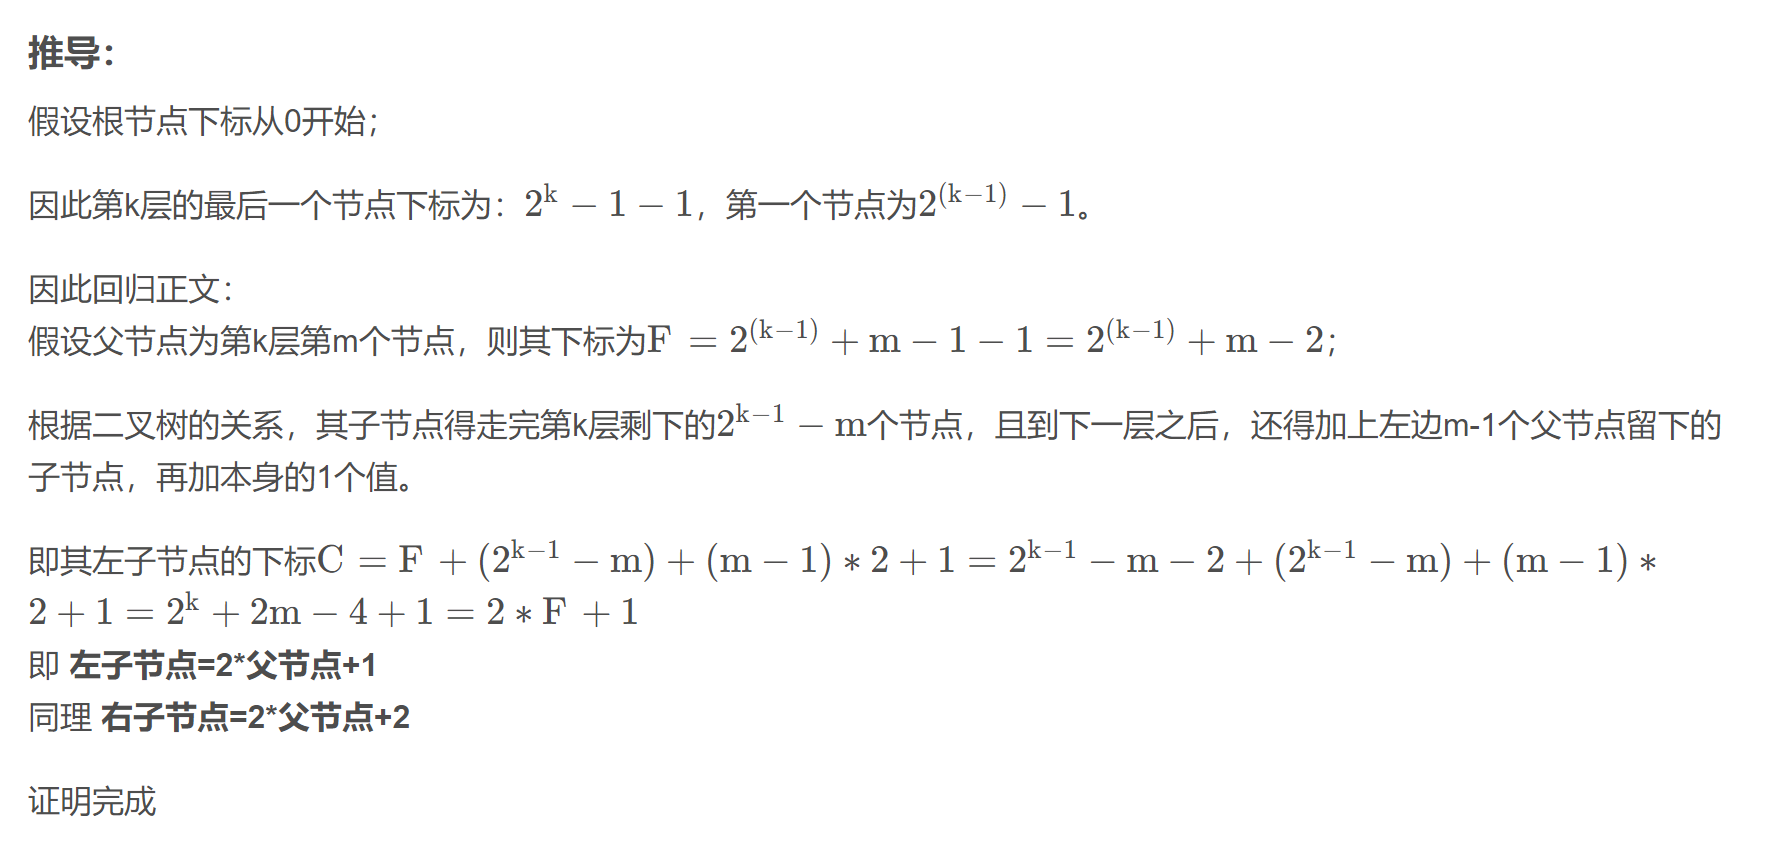 推导：
假设根节点下标从0开始；
因此第k层的最后一个节点下标为：2^k − 1 − 1，第一个节点为2^(k−1) − 1。
因此回归正文：
假设父节点为第k层第m个节点，则其下标为F = 2^(k−1) + m − 1 − 1 = 2^(k−1) + m − 2；
根据二叉树的关系，其子节点得走完第k层剩下的2^{k−1} − m个节点，且到下一层之后，还得加上左边m-1个父节点留下的
子节点，再加本身的1个值。
即其左子节点的下标C = F + (2^{k−1} − m) + (m − 1) ∗ 2 + 1 = 2^{k−1} − m − 2 + (2^{k−1} − m) + (m − 1) ∗
2 + 1 = 2^k + 2m − 4 + 1 = 2 ∗ F + 1
即 左子节点=2*父节点+1
同理 右子节点=2*父节点+2
证明完成